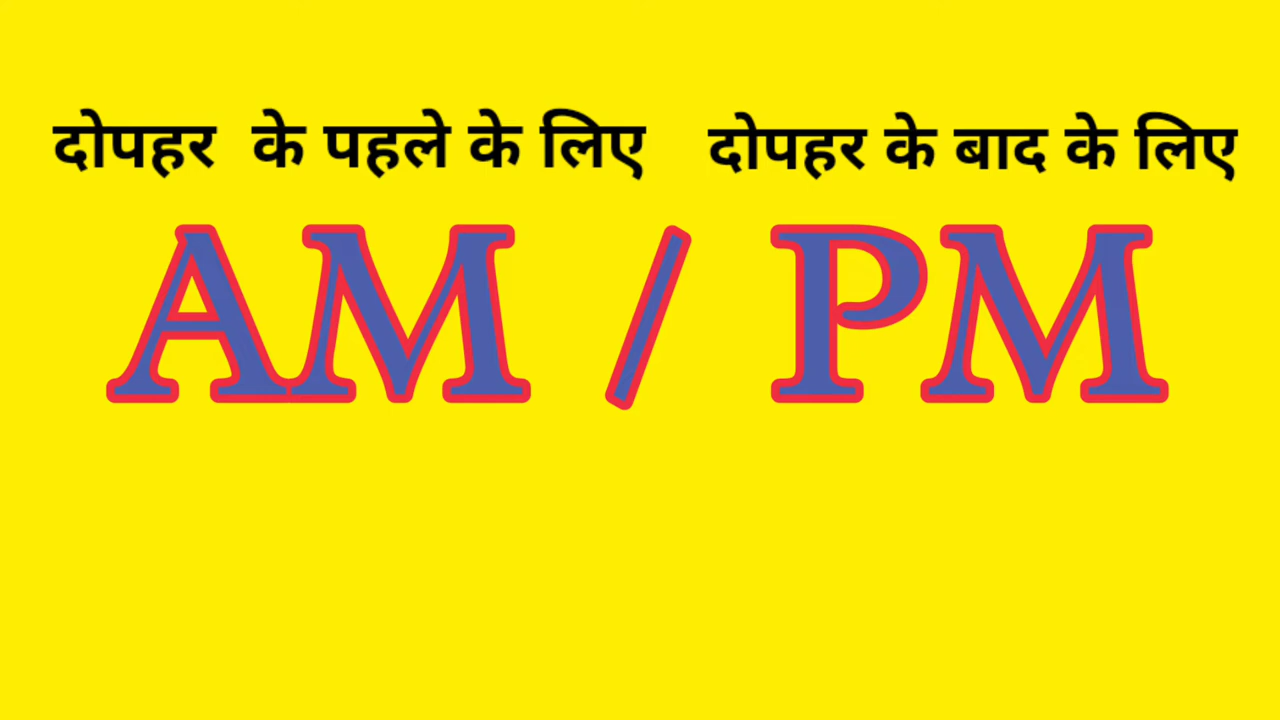 दोपहर के पहले के लिए दोपहर के बाद के लिए
AM / PM